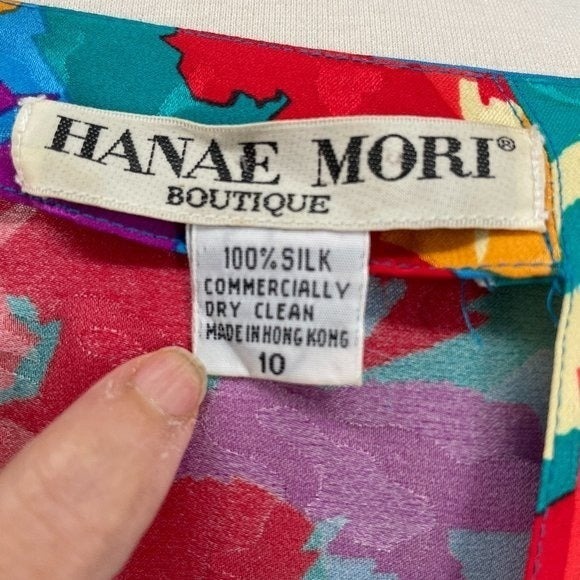 HANAE MORI®
BOUTIQUE
100% SILK
COMMERCIALLY
DRY CLEAN
MADE IN HONG KONG
10